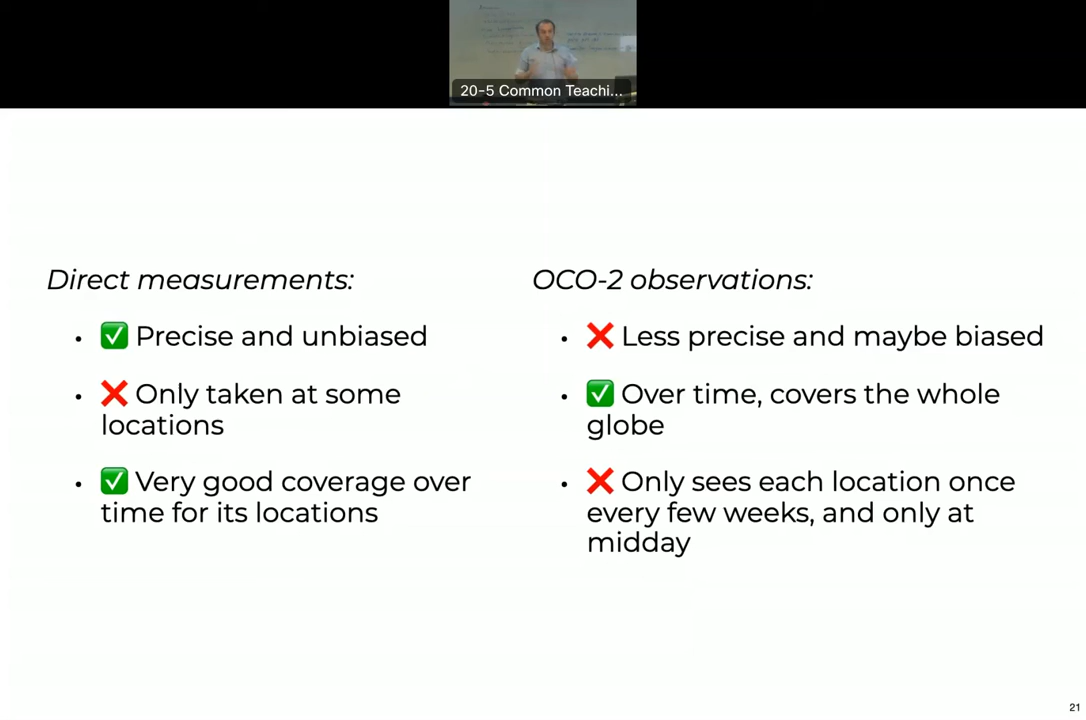 20-5 Common Teachi...
Direct measurements:
• ✅ Precise and unbiased
• ❌ Only taken at some
locations
• ✅ Very good coverage over
time for its locations
OCO-2 observations:
• ❌ Less precise and maybe biased
• ✅ Over time, covers the whole
globe
• ❌ Only sees each location once
every few weeks, and only at
midday
21